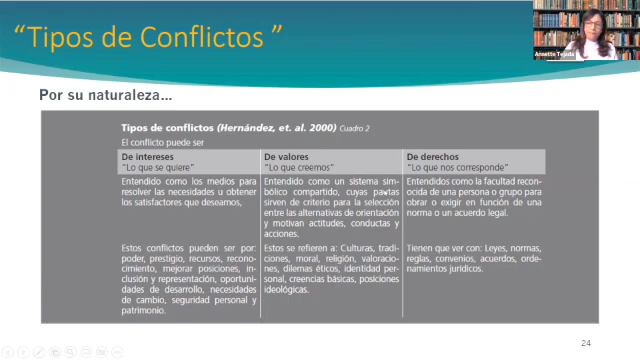 “Tipos de Conflictos ”
Annette Tejada
Por su naturaleza...
Tipos de conflictos (Hernández, et. al. 2000) Cuadro 2
El conflicto puede ser
De intereses
“Lo que se quiere”
Entendido como los medios para
resolver las necesidades u obtener
los satisfactores que deseamos,
Estos conflictos pueden ser por:
poder, prestigio, recursos, recono-
cimiento, mejorar posiciones, in-
clusión y representación, oportuni-
dades de desarrollo, necesidades
de cambio, seguridad personal y
patrimonio.
De valores
“Lo que creemos”
Entendido como un sistema sim-
bólico compartido, cuyas pautas
sirven de criterio para la selección
entre las alternativas de orientación
y motivan actitudes, conductas y
acciones.
Estos se refieren a: Culturas, tradi-
ciones, moral, religión, valoracio-
nes, dilemas éticos, identidad per-
sonal, creencias básicas, posiciones
ideológicas.
De derechos
“Lo que nos corresponde”
Entendidos como la facultad recon-
ocida de una persona o grupo para
obrar o exigir en función de una
norma o un acuerdo legal.
Tienen que ver con: Leyes, normas,
reglas, convenios, acuerdos, orde-
namientos jurídicos.
24